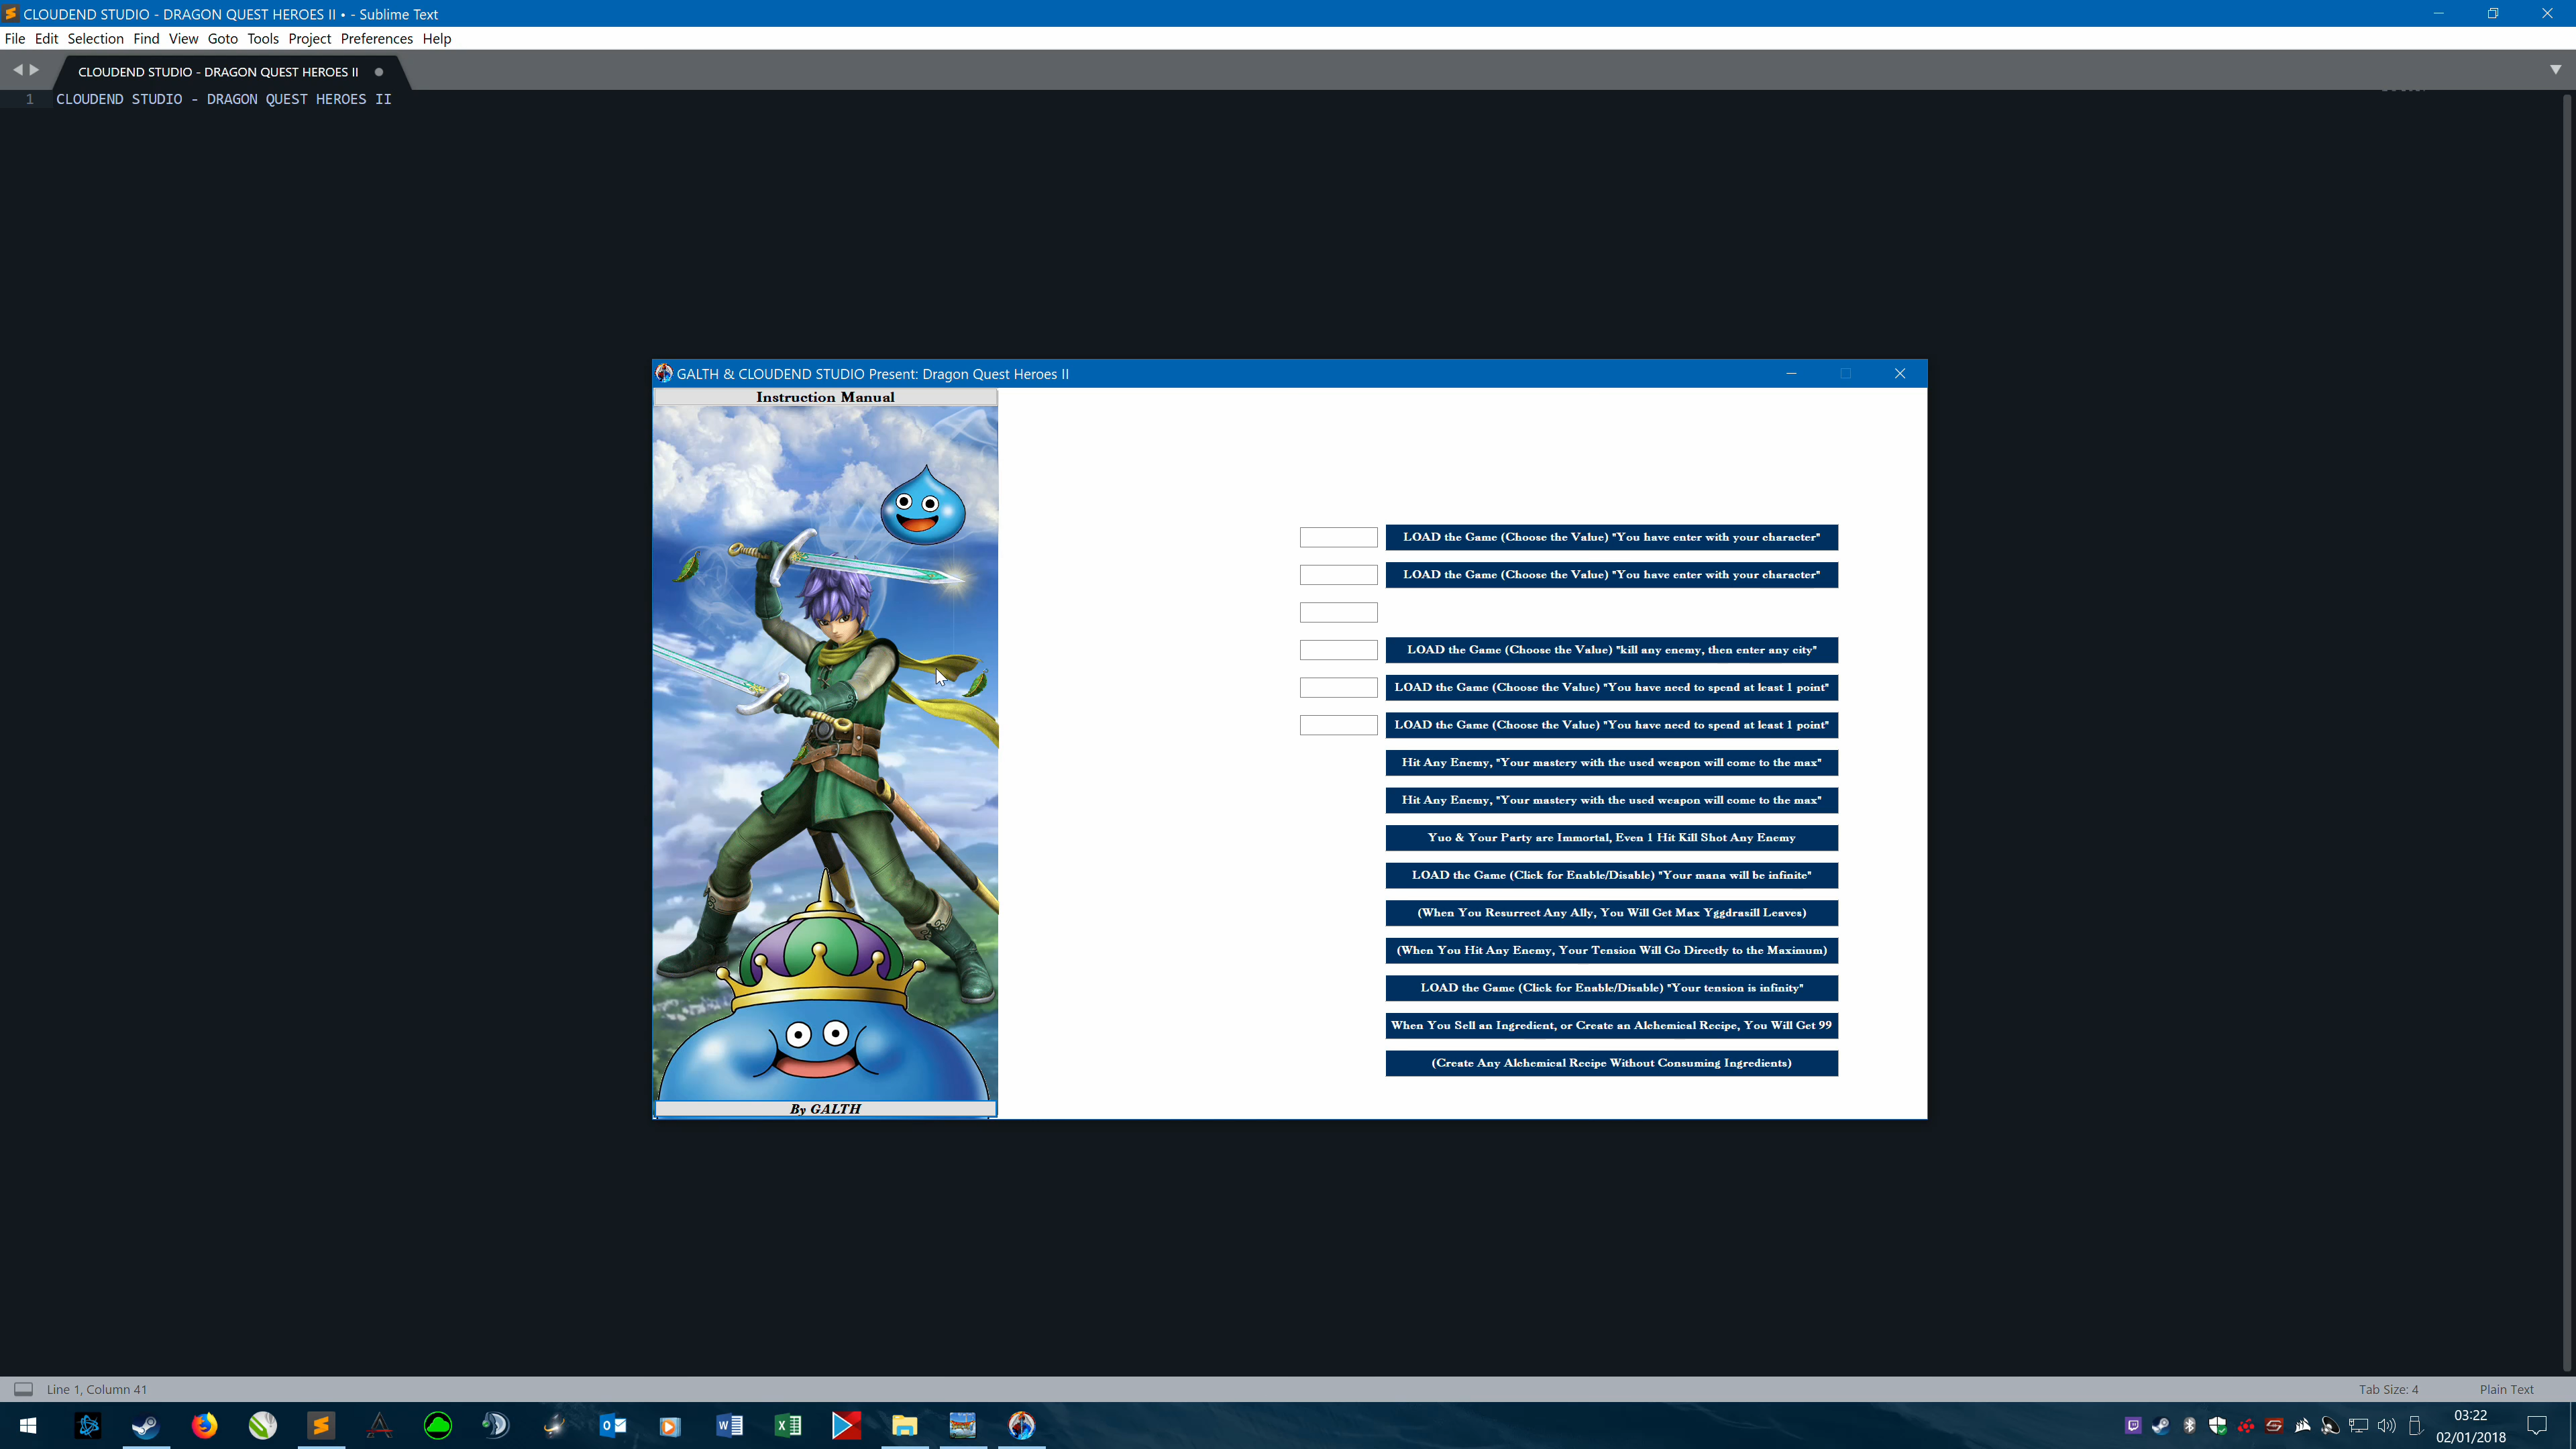 CLOUDEND STUDIO - DRAGON QUEST HEROES II • - Sublime Text
File Edit Selection Find View Goto Tools Project Preferences Help
CLOUDEND STUDIO - DRAGON QUEST HEROES II
1 CLOUDEND STUDIO - DRAGON QUEST HEROES II
GALTH & CLOUDEND STUDIO Present: Dragon Quest Heroes II
Instruction Manual
LOAD the Game (Choose the Value) "You have enter with your character"
LOAD the Game (Choose the Value) "You have enter with your character"
LOAD the Game (Choose the Value) "kill any enemy, then enter any city"
LOAD the Game (Choose the Value) "You have need to spend at least 1 point"
LOAD the Game (Choose the Value) "You have need to spend at least 1 point"
Hit Any Enemy, "Your mastery with the used weapon will come to the max"
Hit Any Enemy, "Your mastery with the used weapon will come to the max"
Yuo & Your Party are Immortal, Even 1 Hit Kill Shot Any Enemy
LOAD the Game (Click for Enable/Disable) "Your mana will be infinite"
(When You Resurrect Any Ally, You Will Get Max Yggdrasill Leaves)
(When You Hit Any Enemy, Your Tension Will Go Directly to the Maximum)
LOAD the Game (Click for Enable/Disable) "Your tension is infinity"
When You Sell an Ingredient, or Create an Alchemical Recipe, You Will Get 99
(Create Any Alchemical Recipe Without Consuming Ingredients)
By GALTH
Line 1, Column 41
Tab Size: 4
Plain Text
03:22
02/01/2018